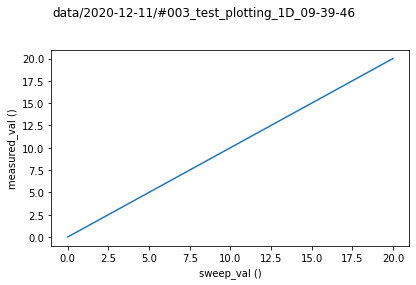 data/2020-12-11/#003_test_plotting_1D_09-39-46
20.0
17.5
15.0
12.5
10.0
7.5
5.0
2.5
0.0
measured_val ()
0.0 2.5 5.0 7.5 10.0 12.5 15.0 17.5 20.0
sweep_val ()